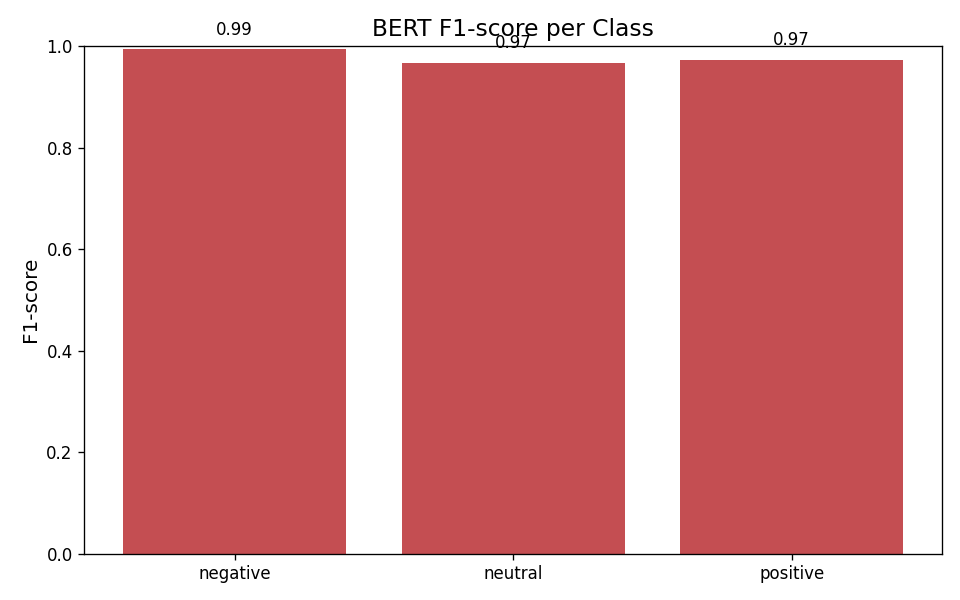 BERT F1-score per Class
0.99
0.97
0.97
1.0
0.8
0.6
0.4
0.2
0.0
F1-score
negative
neutral
positive